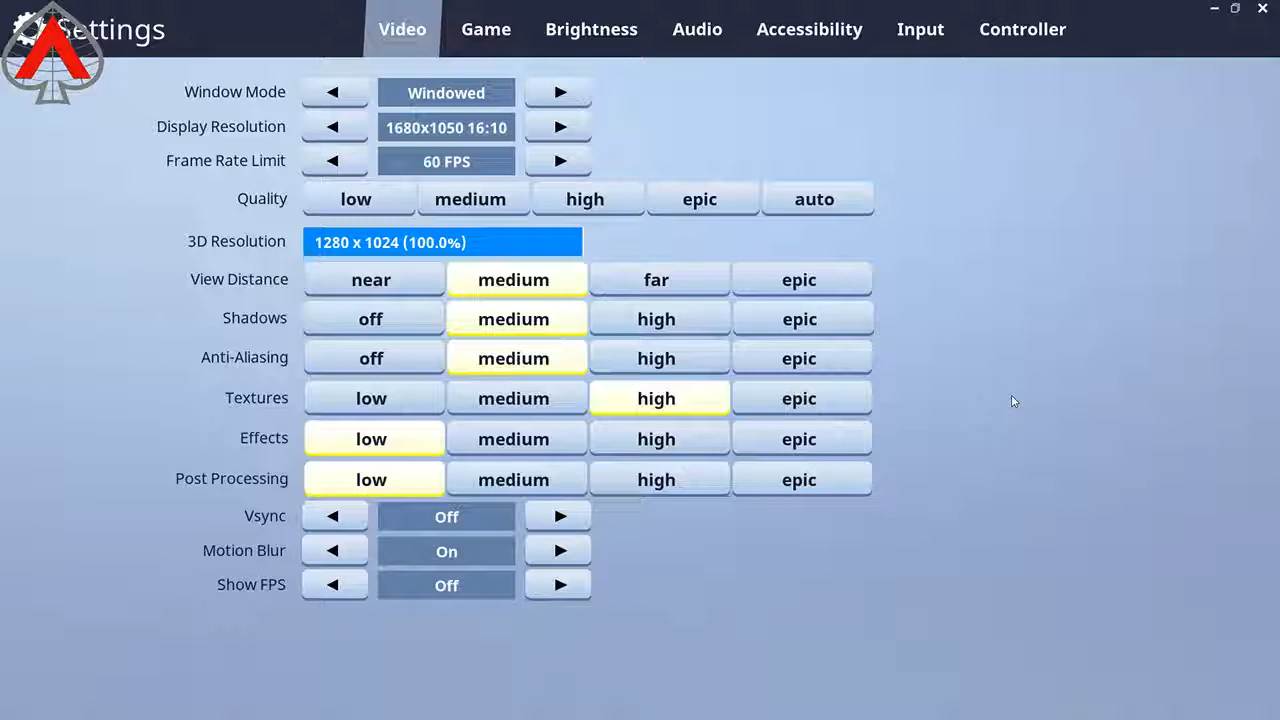 Settings Video Game Brightness Audio Accessibility Input Controller
Window Mode Windowed
Display Resolution 1680x1050 16:10
Frame Rate Limit 60 FPS
Quality low medium high epic auto
3D Resolution 1280 x 1024 (100.0%)
View Distance near medium far epic
Shadows off medium high epic
Anti-Aliasing off medium high epic
Textures low medium high epic
Effects low medium high epic
Post Processing low medium high epic
Vsync Off
Motion Blur On
Show FPS Off